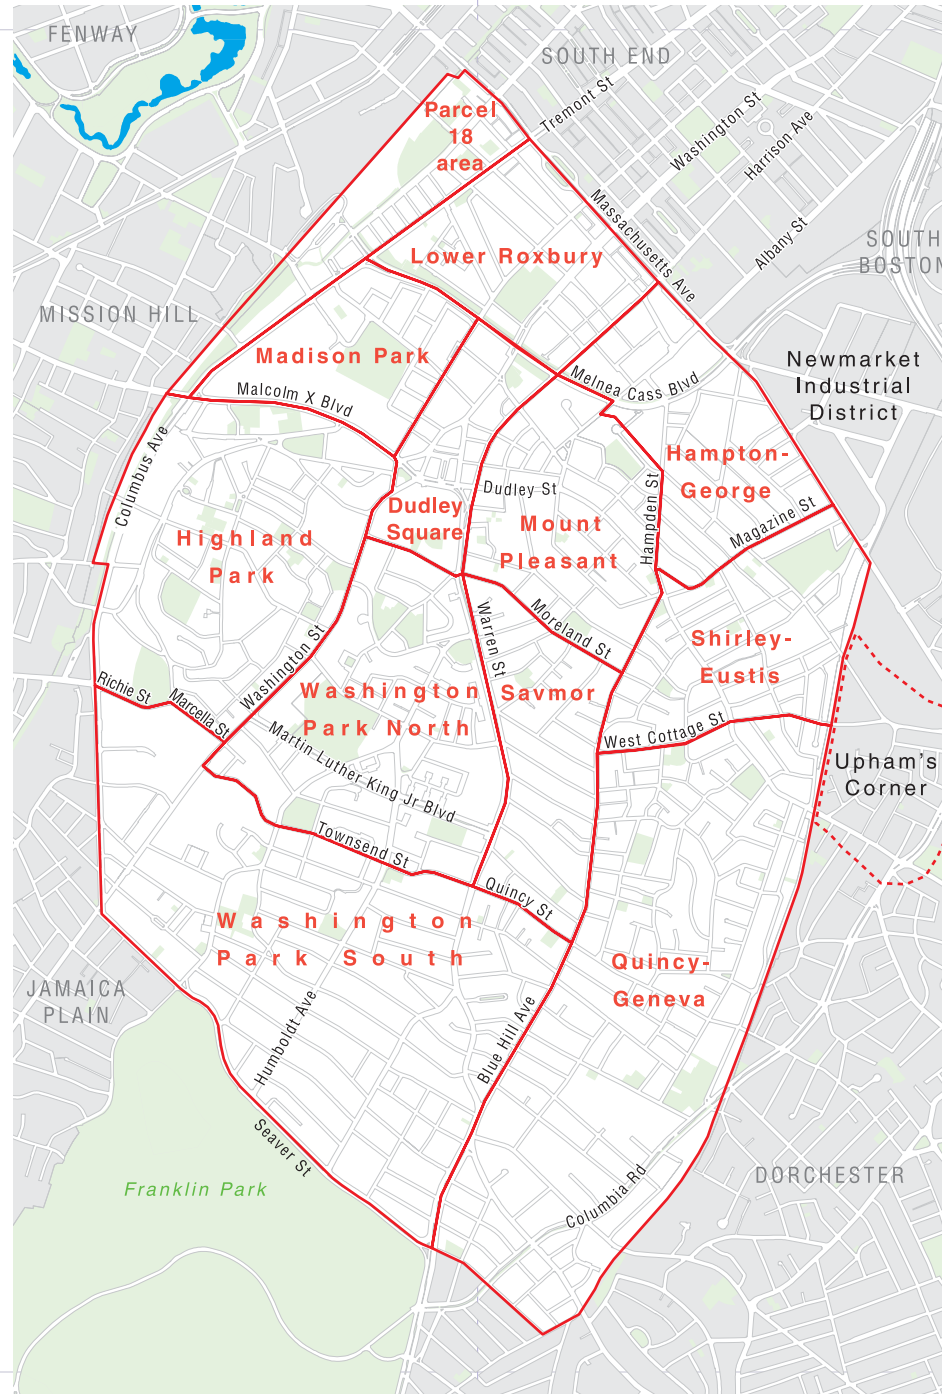 FENWAY
SOUTH END
Parcel
18
area
Tremont St
Washington St
Harrison Ave
Massachusetts Ave
Albany St
SOUTH
BOSTON
Lower Roxbury
MISSION HILL
Madison Park
Malcolm X Blvd
Melnea Cass Blvd
Newmarket
Industrial
District
Columbus Ave
Hampton-
George
Dudley St
Hampden St
Magazine St
Dudley
Square
Mount
Pleasant
Highland
Park
Warren St
Moreland St
Shirley-
Eustis
Washington St
Richie St
Marcella St
Washington
Park North
Savmor
West Cottage St
Martin Luther King Jr Blvd
Upham's
Corner
Townsend St
Quincy St
Washington
Park South
Quincy-
Geneva
JAMAICA
PLAIN
Humboldt Ave
Blue Hill Ave
Seaver St
Franklin Park
Columbia Rd
DORCHESTER